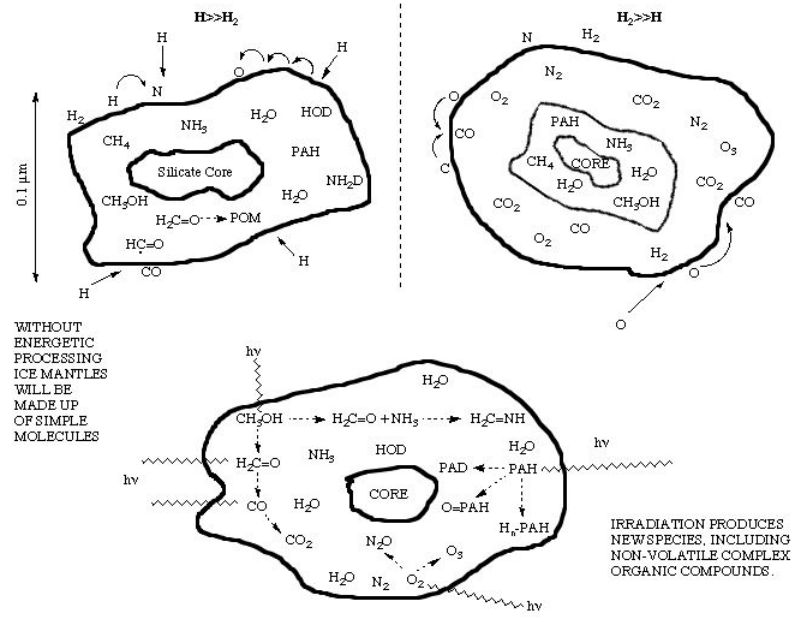 H>>H₂
H₂>>H
H
H
N
O
H
H₂
H₂O
HOD
NH₃
CH₄
PAH
Silicate Core
NH₂D
CH₃OH
H₂O
H₂C=O
POM
HC=O
CO
H
H
0.1 µm
N
H₂
N₂
O
O₂
CO₂
PAH
N₂
CO
NH₃
O₃
CH₄
CORE
C
H₂O
H₂O
CO₂
CO
CO₂
CH₃OH
CO
O₂
H₂
O
O
WITHOUT
ENERGETIC
PROCESSING
ICE MANTLES
WILL BE
MADE UP
OF SIMPLE
MOLECULES
hν
H₂O
CH₃OH
H₂C=O + NH₃
H₂C=NH
HOD
H₂O
hν
H₂C=O
NH₃
PAD
PAH
hν
CORE
CO
H₂O
O=PAH
Hₙ-PAH
CO₂
N₂O
O₃
H₂O
N₂
O₂
hν
IRRADIATION PRODUCES
NEW SPECIES, INCLUDING
NON-VOLATILE COMPLEX
ORGANIC COMPOUNDS.